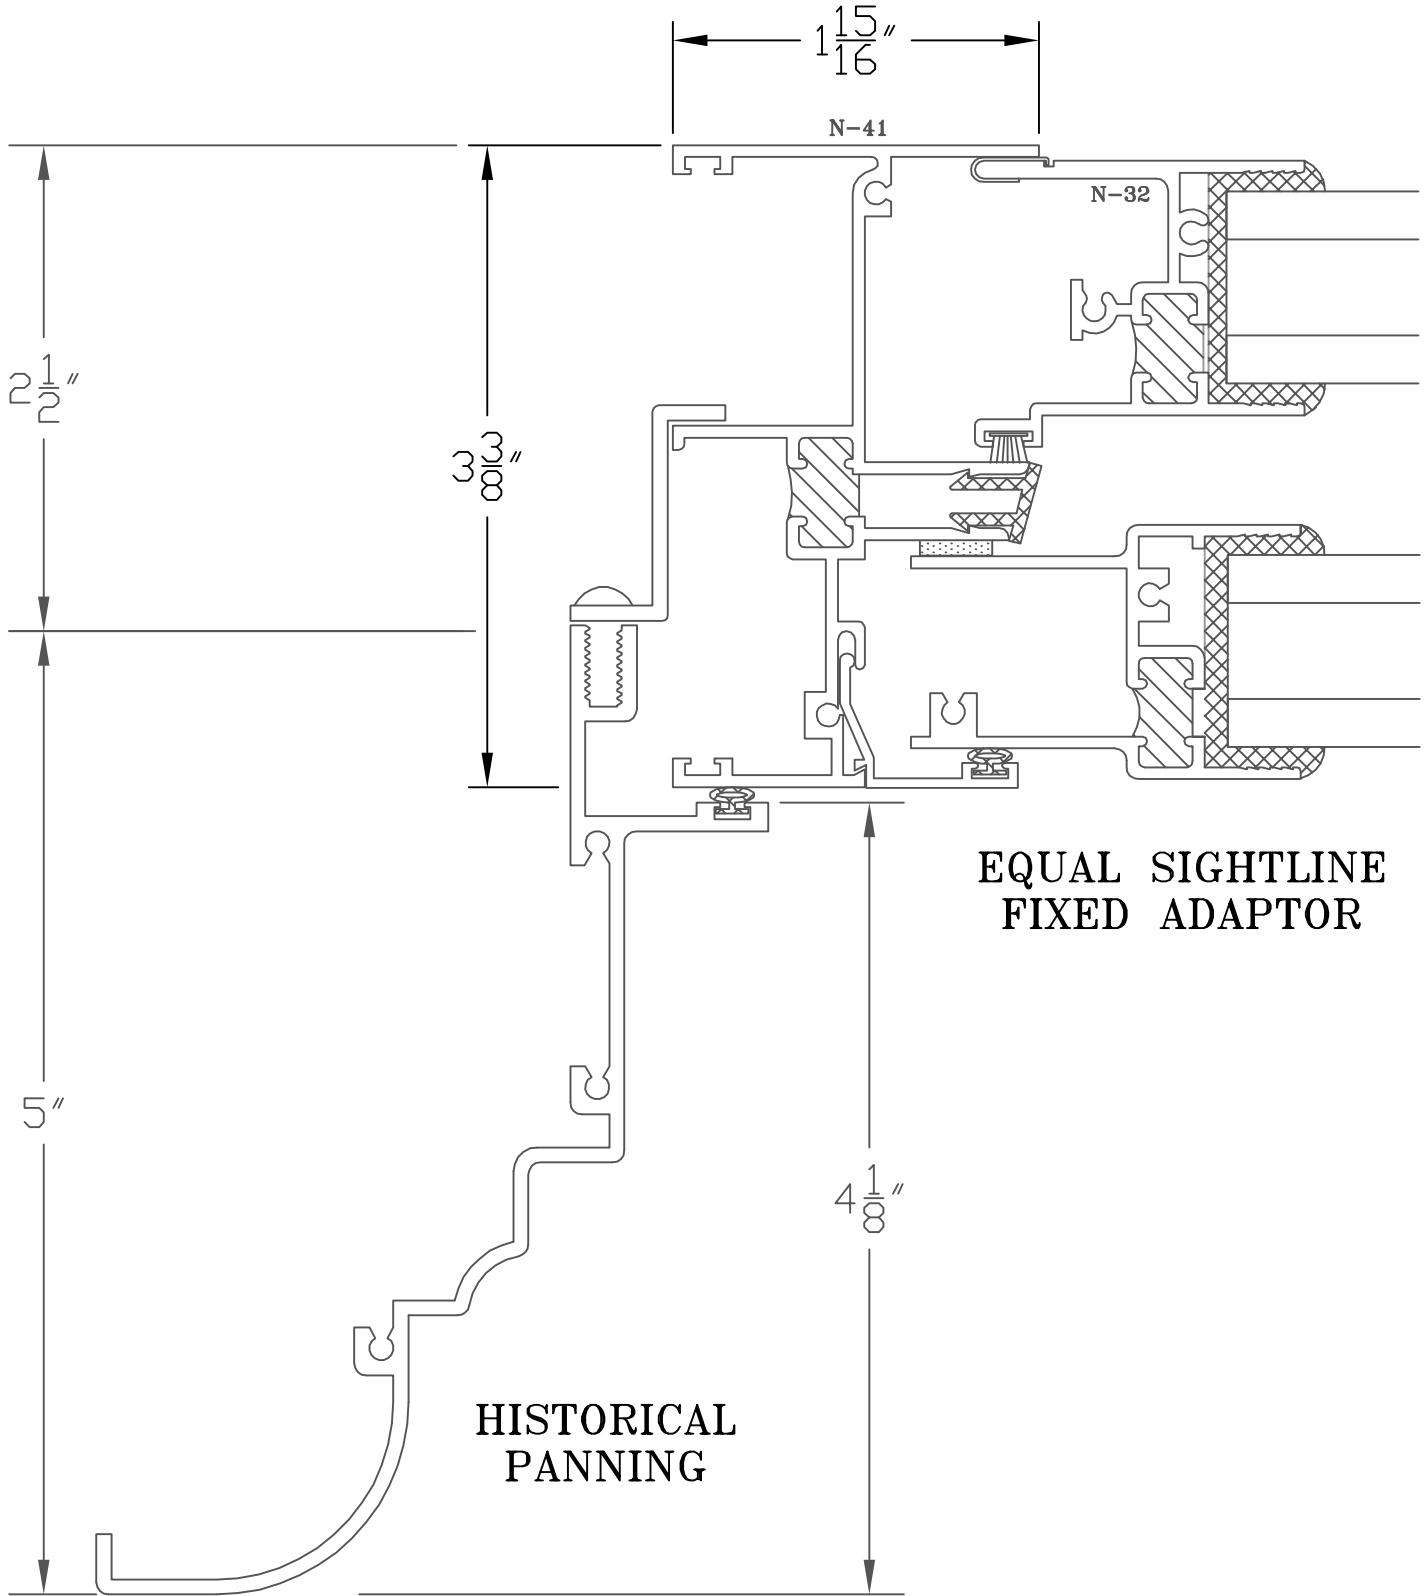 1 15/16"
N-41
N-32
2 1/2"
3 3/8"
EQUAL SIGHTLINE
FIXED ADAPTOR
5"
4 1/8"
HISTORICAL
PANNING